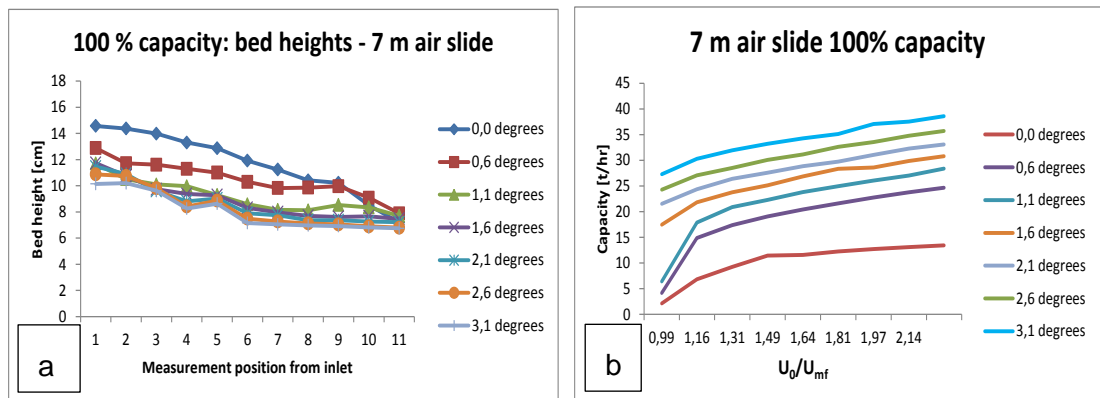 100 % capacity: bed heights - 7 m air slide
Bed height [cm]
18
16
14
12
10
8
6
4
2
0
1 2 3 4 5 6 7 8 9 10 11
Measurement position from inlet
0,0 degrees
0,6 degrees
1,1 degrees
1,6 degrees
2,1 degrees
2,6 degrees
3,1 degrees
a
7 m air slide 100% capacity
Capacity [t/hr]
45
40
35
30
25
20
15
10
5
0
0,99 1,16 1,31 1,49 1,64 1,81 1,97 2,14
U0/Umf
0,0 degrees
0,6 degrees
1,1 degrees
1,6 degrees
2,1 degrees
2,6 degrees
3,1 degrees
b